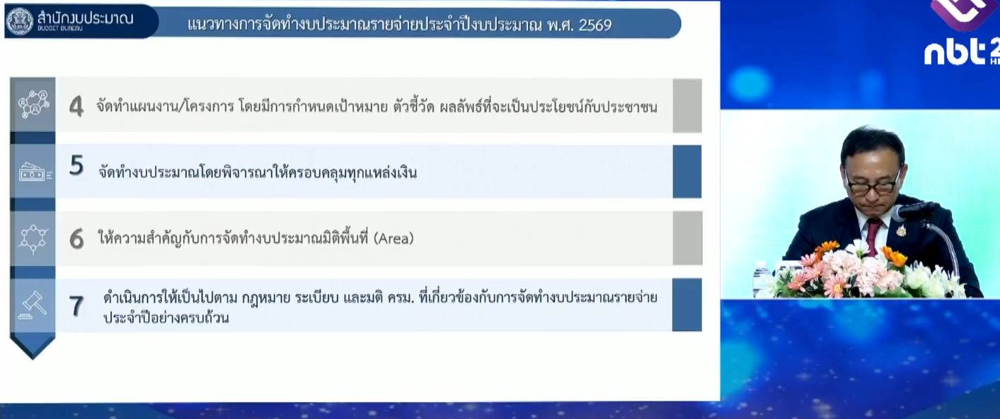 สำนักงบประมาณ
BUDGET BUREAU
แนวทางการจัดทำงบประมาณรายจ่ายประจำปีงบประมาณ พ.ศ. 2569
nbt 2
4 จัดทำแผนงาน/โครงการ โดยมีการกำหนดเป้าหมาย ตัวชี้วัด ผลลัพธ์ที่จะเป็นประโยชน์กับประชาชน
5 จัดทำงบประมาณโดยพิจารณาให้ครอบคลุมทุกแหล่งเงิน
6 ให้ความสำคัญกับการจัดทำงบประมาณมิติพื้นที่ (Area)
7 ดำเนินการให้เป็นไปตาม กฎหมาย ระเบียบ และมติ ครม. ที่เกี่ยวข้องกับการจัดทำงบประมาณรายจ่าย
ประจำปีอย่างครบถ้วน